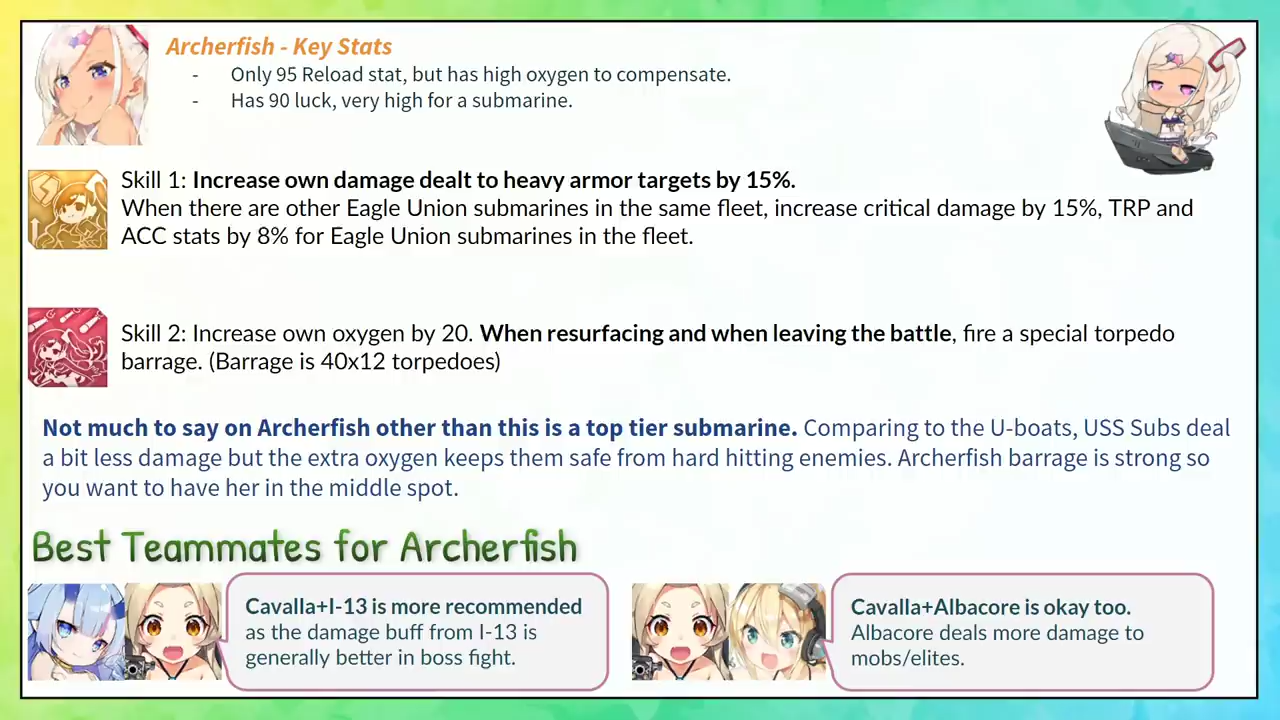 Archerfish - Key Stats
- Only 95 Reload stat, but has high oxygen to compensate.
- Has 90 luck, very high for a submarine.
Skill 1: Increase own damage dealt to heavy armor targets by 15%.
When there are other Eagle Union submarines in the same fleet, increase critical damage by 15%, TRP and
ACC stats by 8% for Eagle Union submarines in the fleet.
Skill 2: Increase own oxygen by 20. When resurfacing and when leaving the battle, fire a special torpedo
barrage. (Barrage is 40x12 torpedoes)
Not much to say on Archerfish other than this is a top tier submarine. Comparing to the U-boats, USS Subs deal
a bit less damage but the extra oxygen keeps them safe from hard hitting enemies. Archerfish barrage is strong so
you want to have her in the middle spot.
Best Teammates for Archerfish
Cavalla+I-13 is more recommended
as the damage buff from I-13 is
generally better in boss fight.
Cavalla+Albacore is okay too.
Albacore deals more damage to
mobs/elites.